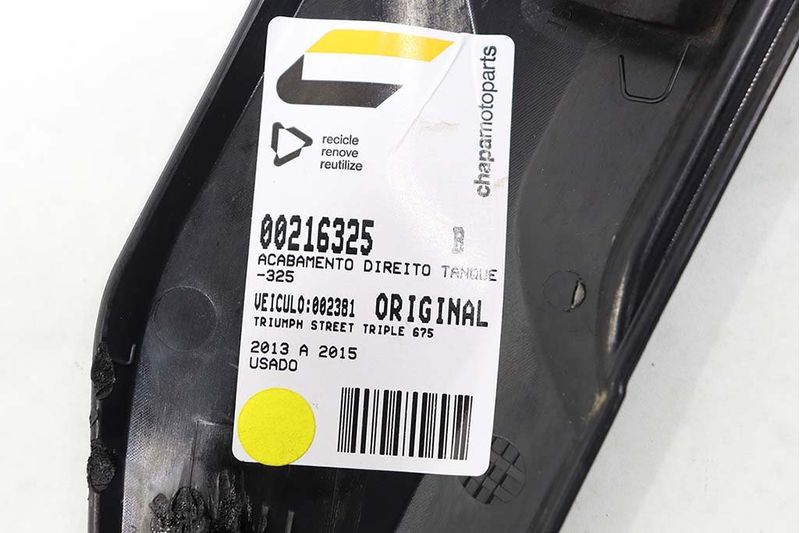 chapamotoparts
recicle
renove
reutilize
00216325 B
ACABAMENTO DIREITO TANQUE
-325
VEICULO:002381 ORIGINAL
TRIUMPH STREET TRIPLE 675
2013 A 2015
USADO